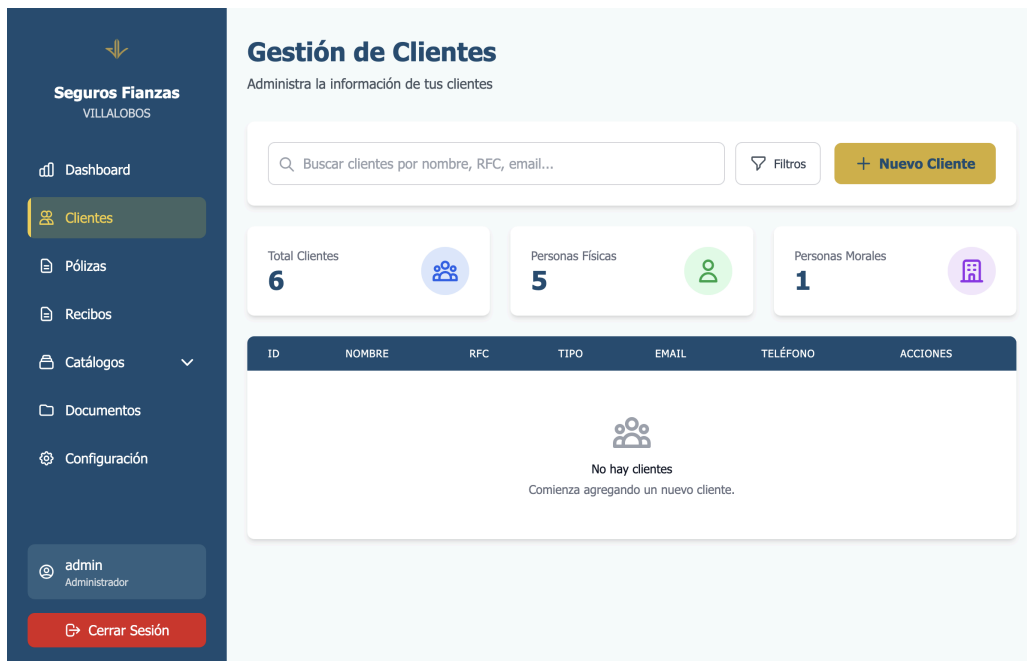 Seguros Fianzas
VILLALOBOS
Dashboard
Clientes
Pólizas
Recibos
Catálogos
Documentos
Configuración
admin
Administrador
Cerrar Sesión
Gestión de Clientes
Administra la información de tus clientes
Buscar clientes por nombre, RFC, email...
Filtros
Nuevo Cliente
Total Clientes
6
Personas Físicas
5
Personas Morales
1
ID NOMBRE RFC TIPO EMAIL TELÉFONO ACCIONES
No hay clientes
Comienza agregando un nuevo cliente.